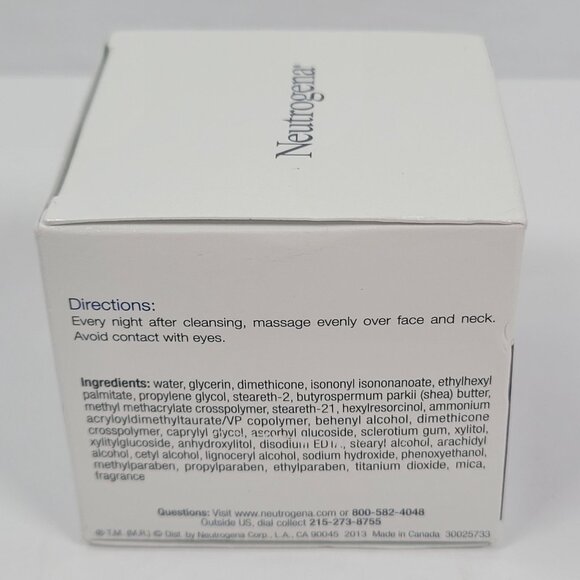 Neutrogena®
Directions:
Every night after cleansing, massage evenly over face and neck.
Avoid contact with eyes.
Ingredients: water, glycerin, dimethicone, isononyl isononanoate, ethylhexyl
palmitate, propylene glycol, steareth-2, butyrospermum parkii (shea) butter,
methyl methacrylate crosspolymer, steareth-21, hexylresorcinol, ammonium
acryloyldimethyltaurate/VP copolymer, behenyl alcohol, dimethicone
crosspolymer, caprylyl glycol, ascorbyl glucoside, sclerotium gum, xylitol,
xylitylglucoside, anhydroxylitol, disodium stearyl alcohol, arachidyl
alcohol, cetyl alcohol, lignoceryl alcohol, sodium hydroxide, phenoxyethanol,
methylparaben, propylparaben, ethylparaben, titanium dioxide, mica,
fragrance
Questions: Visit www.neutrogena.com or 800-582-4048
Outside US, dial collect 215-273-8755
® T.M. (M.R.) © Dist. by Neutrogena Corp., L.A., CA 90045 2013 Made in Canada 30025733